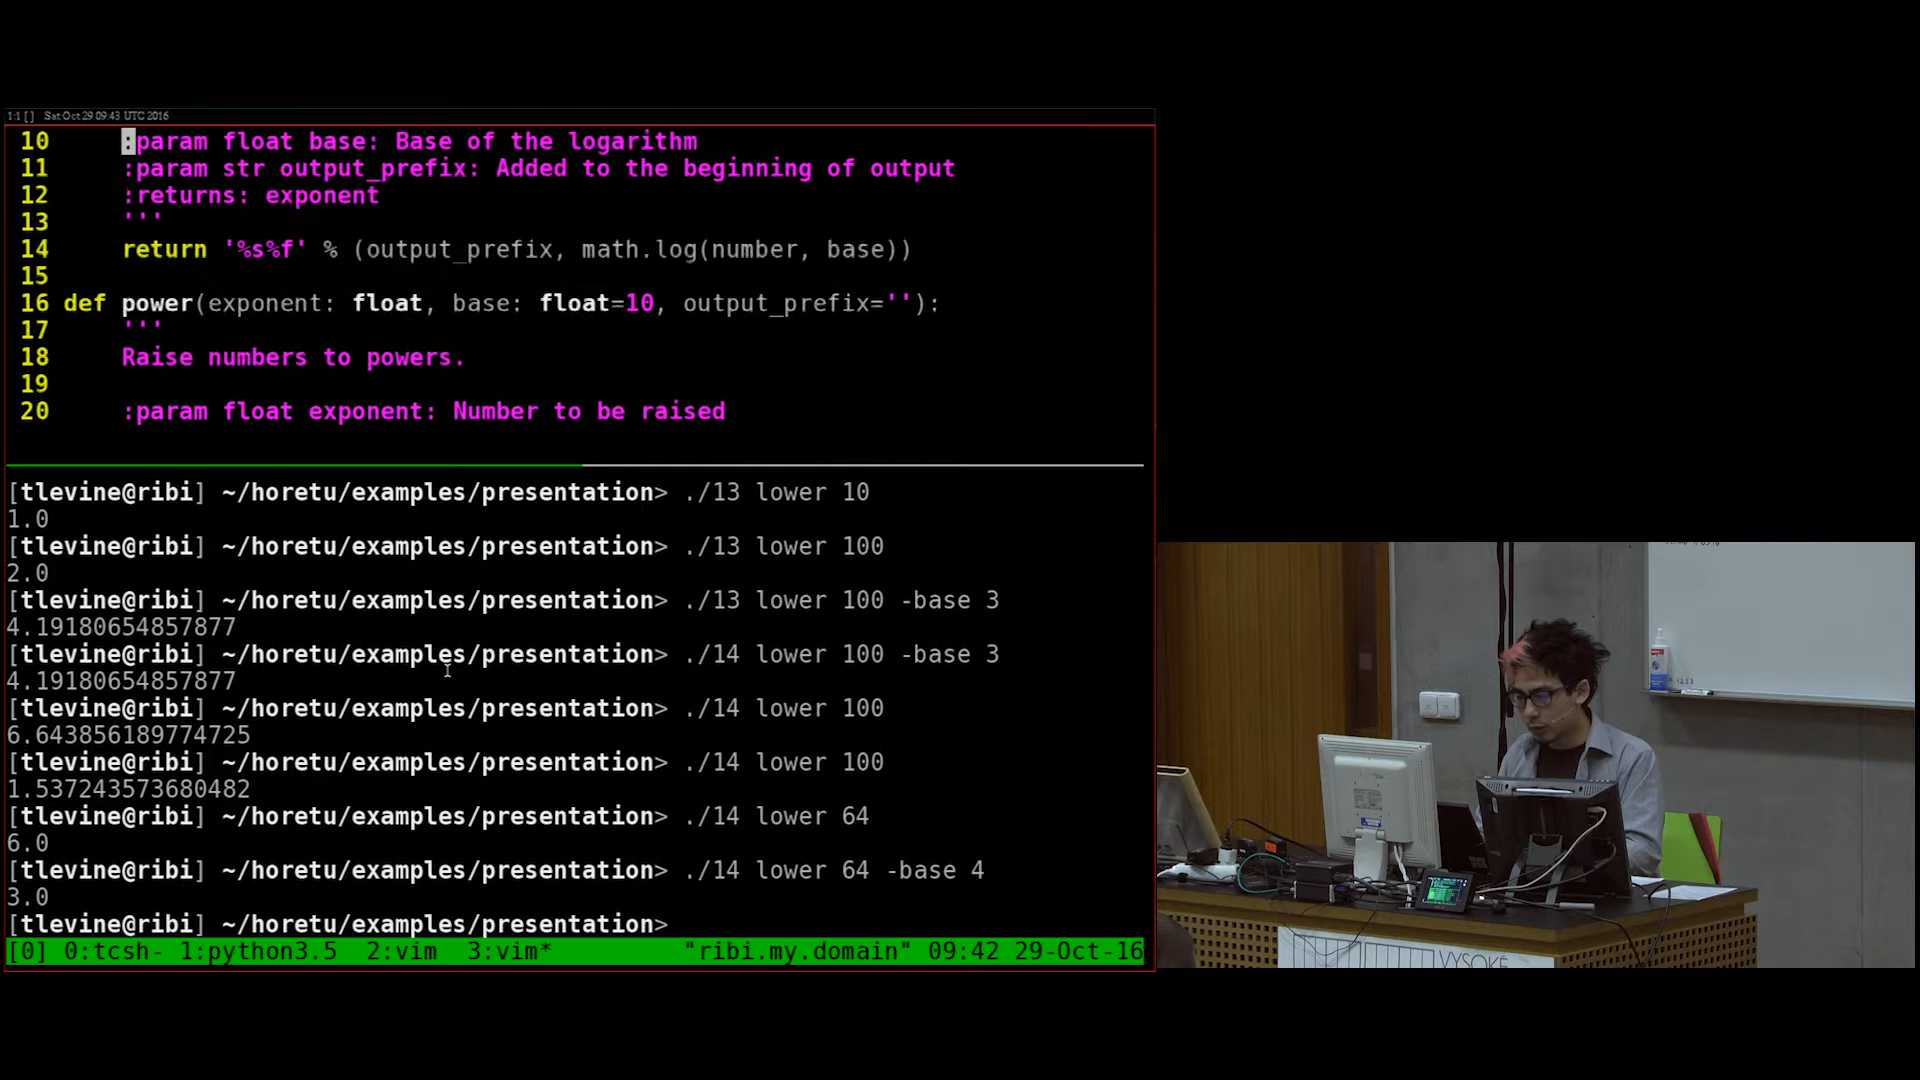 1:1 [ ] Sat Oct 29 09:43 UTC 2016
10 :param float base: Base of the logarithm
11 :param str output_prefix: Added to the beginning of output
12 :returns: exponent
13 '''
14 return '%s%f' % (output_prefix, math.log(number, base))
15
16 def power(exponent: float, base: float=10, output_prefix=''):
17 '''
18 Raise numbers to powers.
19
20 :param float exponent: Number to be raised
[tlevine@ribi] ~/horetu/examples/presentation> ./13 lower 10
1.0
[tlevine@ribi] ~/horetu/examples/presentation> ./13 lower 100
2.0
[tlevine@ribi] ~/horetu/examples/presentation> ./13 lower 100 -base 3
4.19180654857877
[tlevine@ribi] ~/horetu/examples/presentation> ./14 lower 100 -base 3
4.19180654857877
[tlevine@ribi] ~/horetu/examples/presentation> ./14 lower 100
6.643856189774725
[tlevine@ribi] ~/horetu/examples/presentation> ./14 lower 100
1.537243573680482
[tlevine@ribi] ~/horetu/examples/presentation> ./14 lower 64
6.0
[tlevine@ribi] ~/horetu/examples/presentation> ./14 lower 64 -base 4
3.0
[tlevine@ribi] ~/horetu/examples/presentation>
[0] 0:tcsh- 1:python3.5 2:vim 3:vim* "ribi.my.domain" 09:42 29-Oct-16
VYSOKÉ